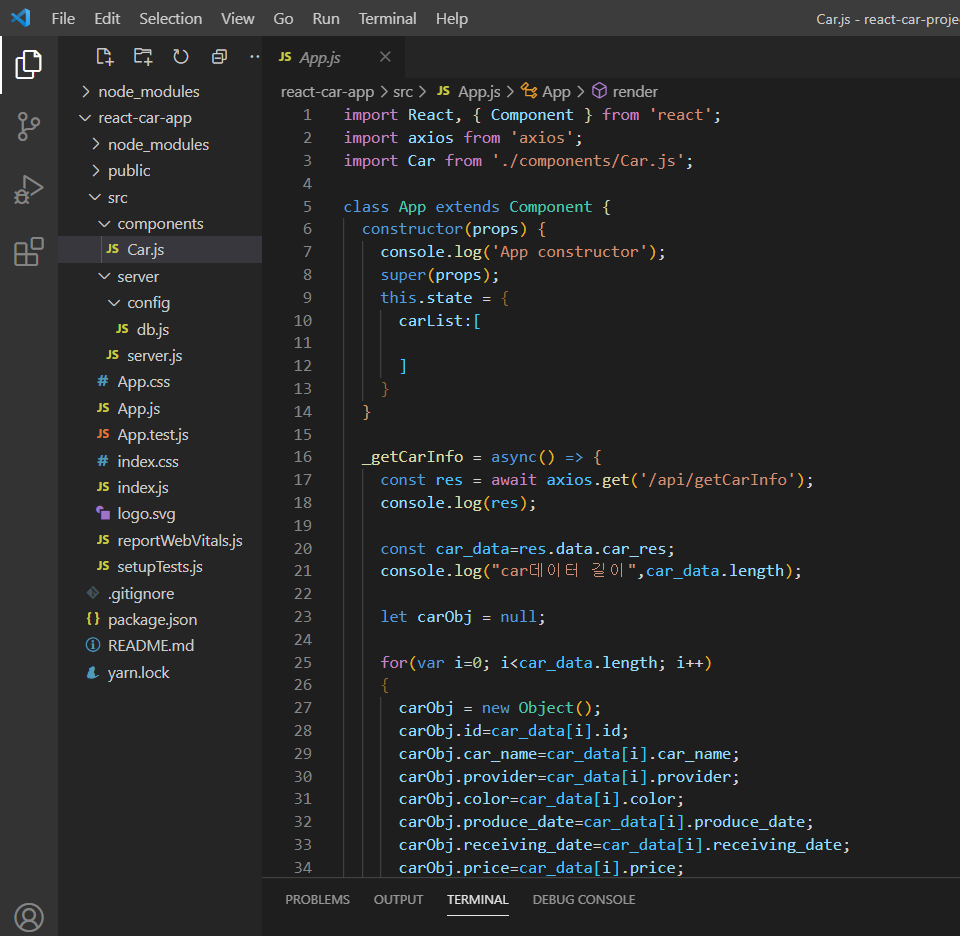 File Edit Selection View Go Run Terminal Help
Car.js - react-car-proje
node_modules
react-car-app
node_modules
public
src
components
JS Car.js
server
config
JS db.js
JS server.js
# App.css
JS App.js
JS App.test.js
# index.css
JS index.js
logo.svg
JS reportWebVitals.js
JS setupTests.js
.gitignore
{} package.json
README.md
yarn.lock
JS App.js
react-car-app > src > JS App.js > App > render
1 import React, { Component } from 'react';
2 import axios from 'axios';
3 import Car from './components/Car.js';
4
5 class App extends Component {
6 constructor(props) {
7 console.log('App constructor');
8 super(props);
9 this.state = {
10 carList:[
11
12 ]
13 }
14 }
15
16 _getCarInfo = async() => {
17 const res = await axios.get('/api/getCarInfo');
18 console.log(res);
19
20 const car_data=res.data.car_res;
21 console.log("car데이터 길이",car_data.length);
22
23 let carObj = null;
24
25 for(var i=0; i<car_data.length; i++)
26 {
27 carObj = new Object();
28 carObj.id=car_data[i].id;
29 carObj.car_name=car_data[i].car_name;
30 carObj.provider=car_data[i].provider;
31 carObj.color=car_data[i].color;
32 carObj.produce_date=car_data[i].produce_date;
33 carObj.receiving_date=car_data[i].receiving_date;
34 carObj.price=car_data[i].price;
PROBLEMS OUTPUT TERMINAL DEBUG CONSOLE